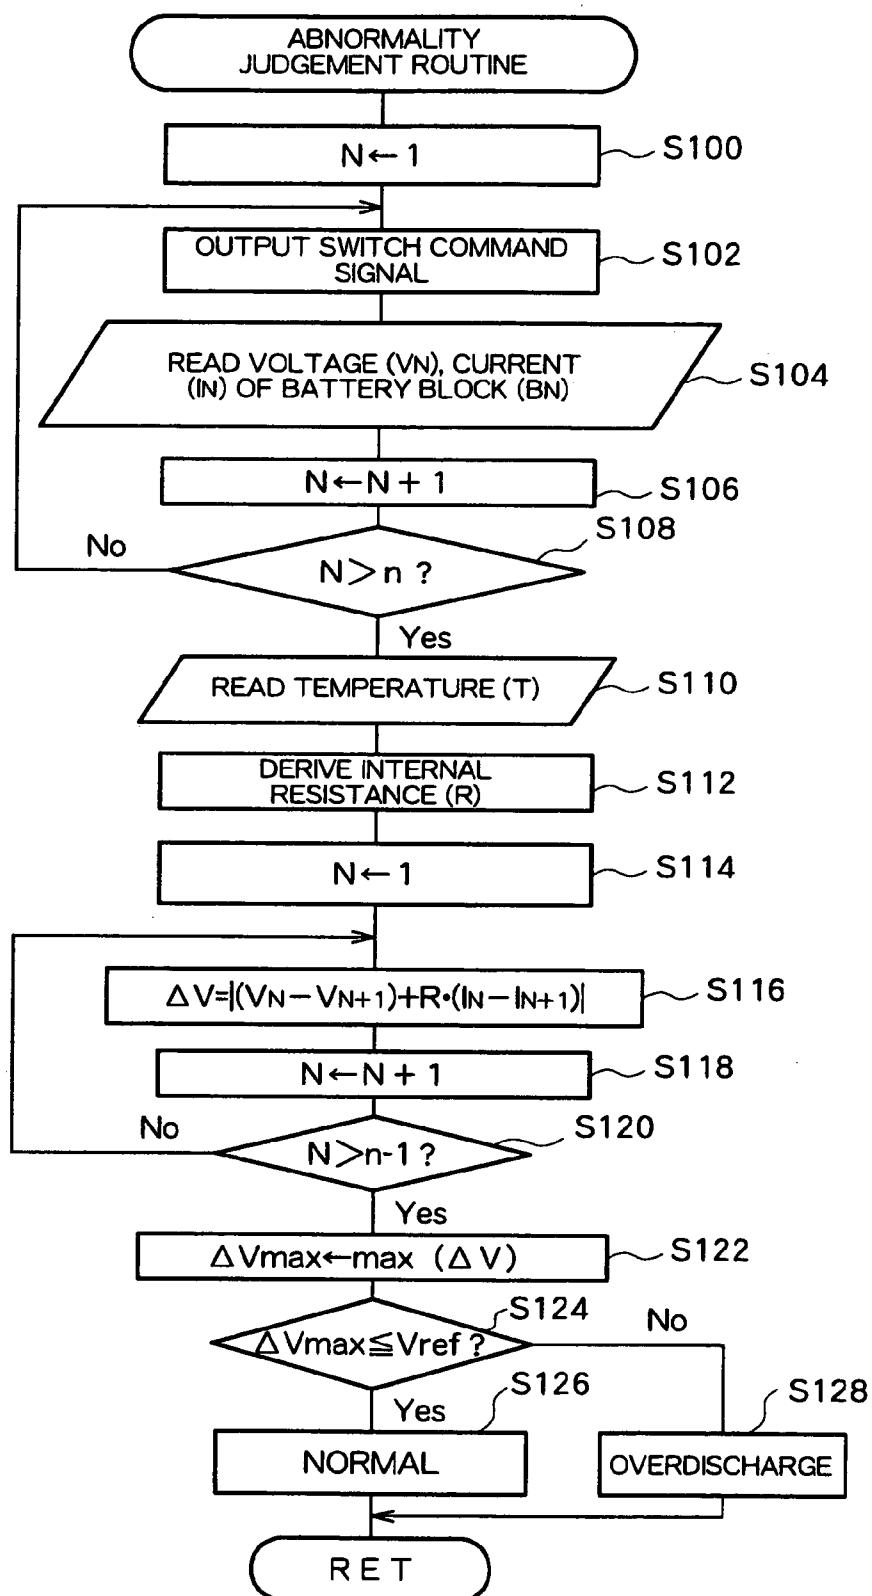 ABNORMALITY
JUDGEMENT ROUTINE
N←1
S100
OUTPUT SWITCH COMMAND
SIGNAL
S102
READ VOLTAGE (VN), CURRENT
(IN) OF BATTERY BLOCK (BN)
S104
N←N + 1
S106
S108
No
N>n ?
Yes
READ TEMPERATURE (T)
S110
DERIVE INTERNAL
RESISTANCE (R)
S112
N←1
S114
ΔV=|(VN−VN+1)+R•(IN−IN+1)|
S116
N←N + 1
S118
No
S120
N>n-1 ?
Yes
ΔVmax←max (ΔV)
S122
S124
No
ΔVmax≦Vref ?
S126
Yes
S128
NORMAL
OVERDISCHARGE
RET